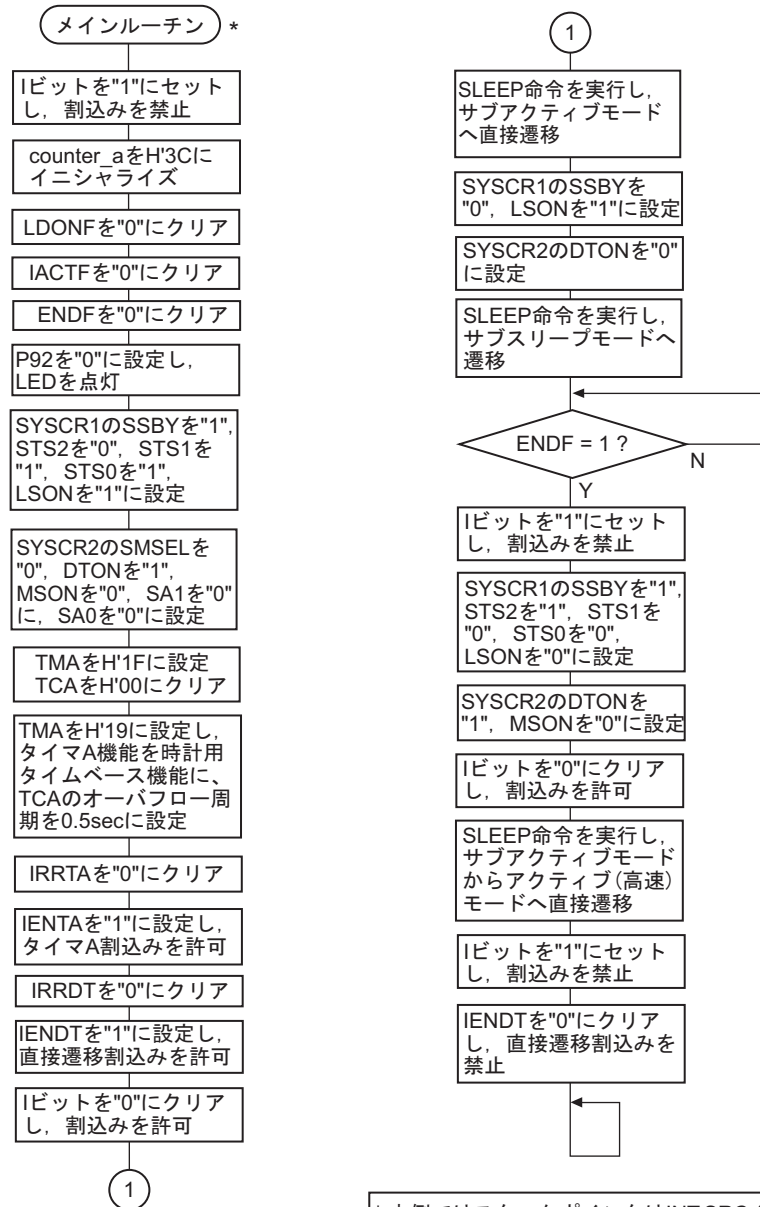 メインルーチン *
Iビットを"1"にセット
し，割込みを禁止
counter_aをH'3Cに
イニシャライズ
LDONFを"0"にクリア
IACTFを"0"にクリア
ENDFを"0"にクリア
P92を"0"に設定し，
LEDを点灯
SYSCR1のSSBYを"1"，
STS2を"0"，STS1を
"1"，STS0を"1"，
LSONを"1"に設定
SYSCR2のSMSELを
"0"，DTONを"1"，
MSONを"0"，SA1を"0"
に，SA0を"0"に設定
TMAをH'1Fに設定
TCAをH'00にクリア
TMAをH'19に設定し，
タイマA機能を時計用
タイムベース機能に、
TCAのオーバフロー周
期を0.5secに設定
IRRTAを"0"にクリア
IENTAを"1"に設定し，
タイマA割込みを許可
IRRDTを"0"にクリア
IENDTを"1"に設定し，
直接遷移割込みを許可
Iビットを"0"にクリア
し，割込みを許可
1
1
SLEEP命令を実行し，
サブアクティブモード
へ直接遷移
SYSCR1のSSBYを
"0"，LSONを"1"に設定
SYSCR2のDTONを"0"
に設定
SLEEP命令を実行し，
サブスリープモードへ
遷移
ENDF = 1 ?
N
Y
Iビットを"1"にセット
し，割込みを禁止
SYSCR1のSSBYを"1"，
STS2を"1"，STS1を
"0"，STS0を"0"，
LSONを"0"に設定
SYSCR2のDTONを
"1"，MSONを"0"に設定
Iビットを"0"にクリア
し，割込みを許可
SLEEP命令を実行し，
サブアクティブモード
からアクティブ(高速)
モードへ直接遷移
Iビットを"1"にセット
し，割込みを禁止
IENDTを"0"にクリア
し，直接遷移割込みを
禁止